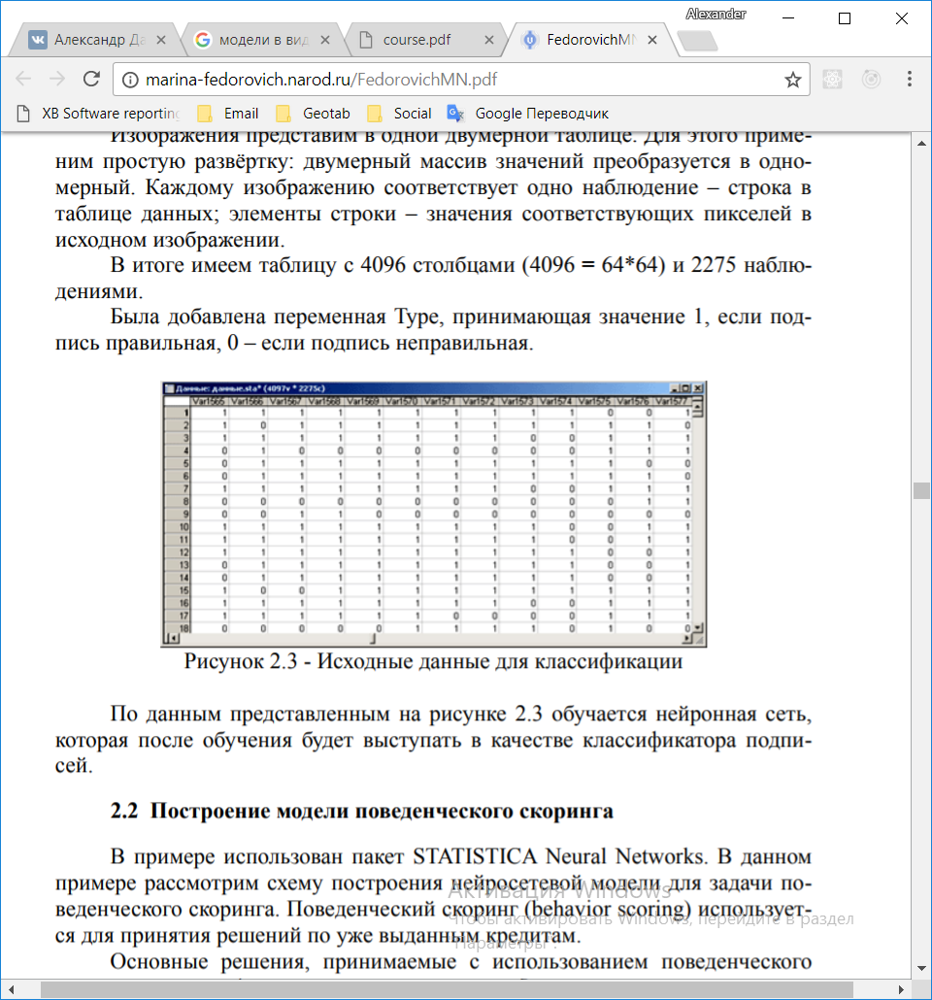 Alexander
Александр Да
модели в вид
course.pdf
FedorovichMN
marina-fedorovich.narod.ru/FedorovichMN.pdf
XB Software reporting
Email
Geotab
Social
Google Переводчик
Изображения представим в одной двумерной таблице. Для этого приме-
ним простую развёртку: двумерный массив значений преобразуется в одно-
мерный. Каждому изображению соответствует одно наблюдение – строка в
таблице данных; элементы строки – значения соответствующих пикселей в
исходном изображении.
В итоге имеем таблицу с 4096 столбцами (4096 = 64*64) и 2275 наблю-
дениями.
Была добавлена переменная Type, принимающая значение 1, если под-
пись правильная, 0 – если подпись неправильная.
Данные: данные.sta* (4097v * 2275c)
Var1565 Var1566 Var1567 Var1568 Var1569 Var1570 Var1571 Var1572 Var1573 Var1574 Var1575 Var1576 Var1577
1 1 1 1 1 1 1 1 1 1 1 0 0 1
2 1 0 1 1 1 1 1 1 1 1 1 1 0
3 1 1 1 1 1 1 1 1 0 0 1 1 1
4 0 1 0 0 0 0 0 0 0 0 1 1 1
5 0 1 1 1 1 1 1 1 1 1 1 0 0
6 0 1 1 1 1 1 1 1 1 1 1 1 0
7 1 1 1 1 1 1 1 1 0 0 1 1 1
8 0 0 0 0 0 0 0 0 0 0 0 1 1
9 0 0 1 1 0 0 0 0 0 0 0 0 0
10 0 1 1 1 1 1 1 1 1 0 0 1 1
11 1 1 1 1 1 1 1 1 1 0 0 1 1
12 1 1 1 1 1 1 1 1 1 1 0 0 1
13 0 1 1 1 1 1 1 1 1 1 0 0 1
14 0 1 1 1 1 1 1 1 1 1 0 0 1
15 1 0 0 1 1 1 1 1 1 1 1 1 1
16 1 1 1 1 1 1 1 1 0 0 1 1 1
17 1 1 1 1 1 1 0 0 0 0 1 1 1
18 0 0 0 0 0 1 1 1 1 0 1 0 0
Рисунок 2.3 - Исходные данные для классификации
По данным представленным на рисунке 2.3 обучается нейронная сеть,
которая после обучения будет выступать в качестве классификатора подпи-
сей.
2.2 Построение модели поведенческого скоринга
В примере использован пакет STATISTICA Neural Networks. В данном
примере рассмотрим схему построения нейросетевой модели для задачи по-
веденческого скоринга. Поведенческий скоринг (behavior scoring) использует-
ся для принятия решений по уже выданным кредитам.
Основные решения, принимаемые с использованием поведенческого
Активация Windows
Чтобы активировать Windows, перейдите в раздел
"Параметры".